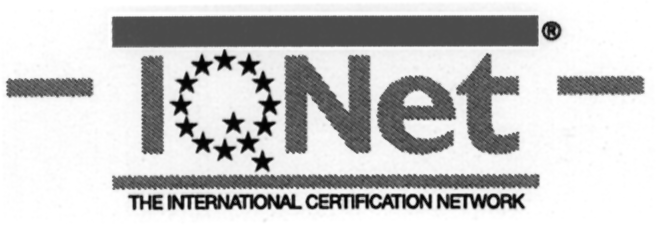 IQNet®
THE INTERNATIONAL CERTIFICATION NETWORK